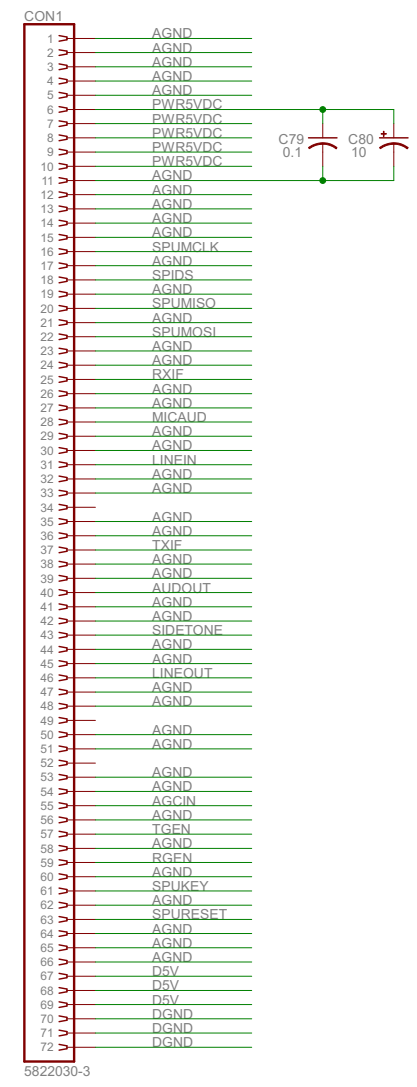 CON1
1 AGND
2 AGND
3 AGND
4 AGND
5 AGND
6 PWR5VDC
7 PWR5VDC
8 PWR5VDC C79 + C80
9 PWR5VDC 0.1 10
10 PWR5VDC
11 AGND
12 AGND
13 AGND
14 AGND
15 AGND
16 SPUMCLK
17 AGND
18 SPIDS
19 AGND
20 SPUMISO
21 AGND
22 SPUMOSI
23 AGND
24 AGND
25 RXIF
26 AGND
27 AGND
28 MICAUD
29 AGND
30 AGND
31 LINEIN
32 AGND
33 AGND
34
35 AGND
36 AGND
37 TXIF
38 AGND
39 AGND
40 AUDOUT
41 AGND
42 AGND
43 SIDETONE
44 AGND
45 AGND
46 LINEOUT
47 AGND
48 AGND
49
50 AGND
51 AGND
52
53 AGND
54 AGND
55 AGCIN
56 AGND
57 TGEN
58 AGND
59 RGEN
60 AGND
61 SPUKEY
62 AGND
63 SPURESET
64 AGND
65 AGND
66 AGND
67 D5V
68 D5V
69 D5V
70 DGND
71 DGND
72 DGND
5822030-3